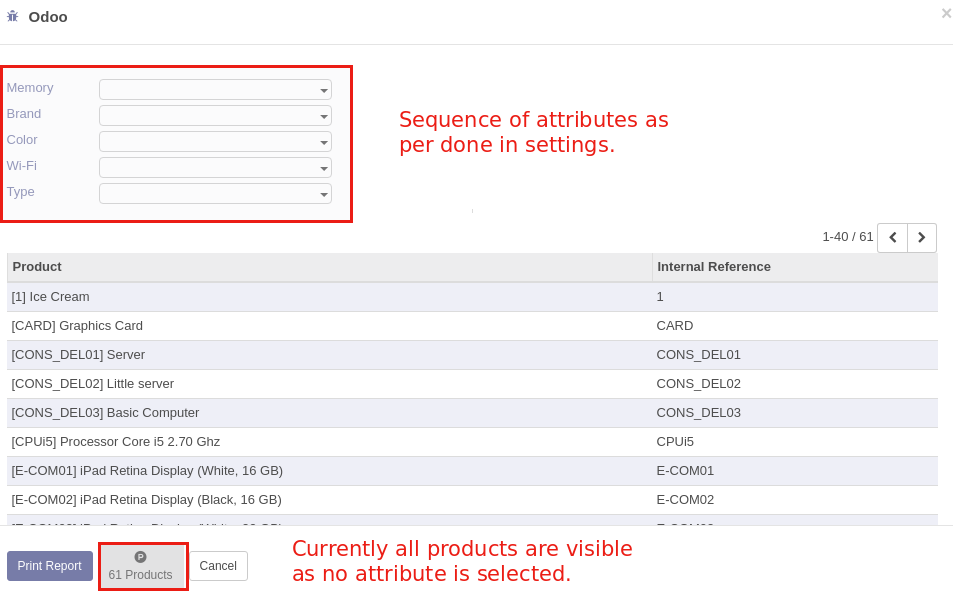 Odoo
×
Memory
Brand
Color
Wi-Fi
Type
Sequence of attributes as
per done in settings.
1-40 / 61
Product Internal Reference
[1] Ice Cream 1
[CARD] Graphics Card CARD
[CONS_DEL01] Server CONS_DEL01
[CONS_DEL02] Little server CONS_DEL02
[CONS_DEL03] Basic Computer CONS_DEL03
[CPUi5] Processor Core i5 2.70 Ghz CPUi5
[E-COM01] iPad Retina Display (White, 16 GB) E-COM01
[E-COM02] iPad Retina Display (Black, 16 GB) E-COM02
Print Report
P
61 Products
Cancel
Currently all products are visible
as no attribute is selected.